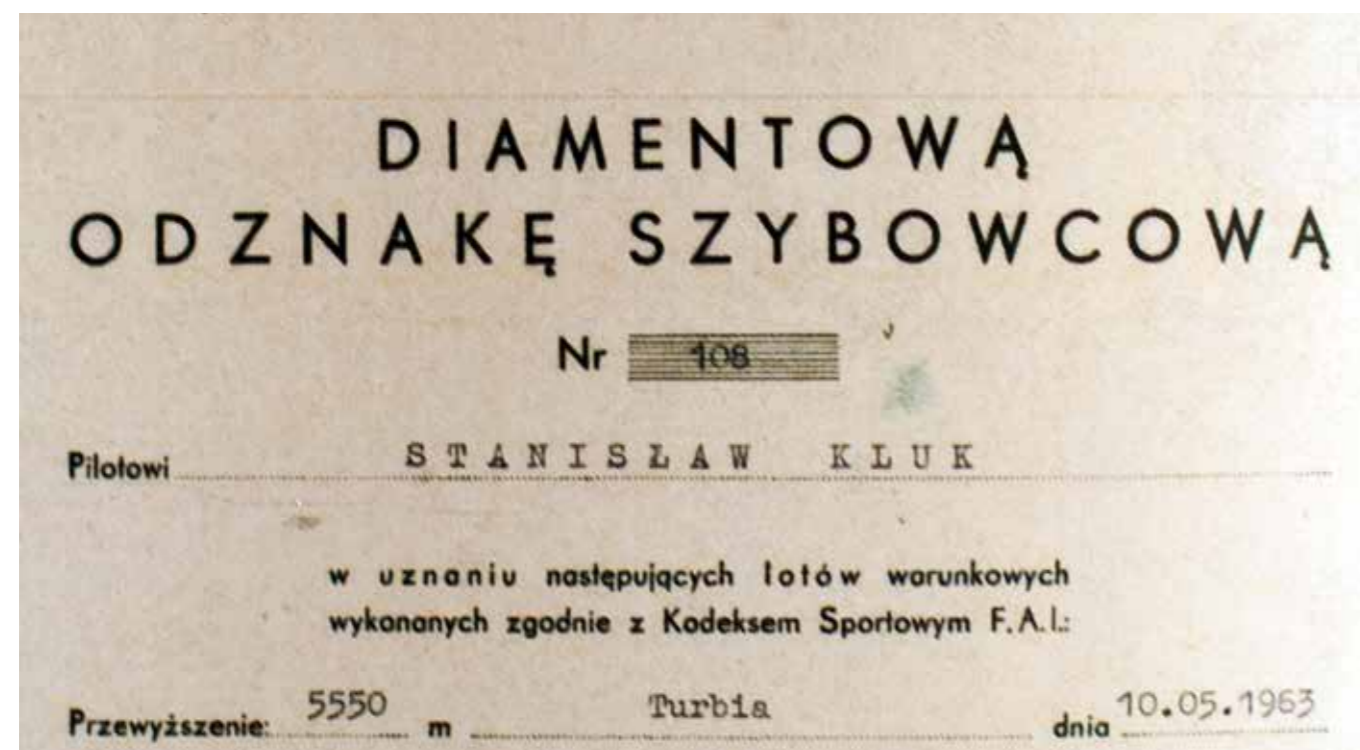 DIAMENTOWĄ
ODZNAKĘ SZYBOWCOWĄ
Nr 108
Pilotowi STANISŁAW KLUK
w uznaniu następujących lotów warunkowych
wykonanych zgodnie z Kodeksem Sportowym F.A.I.:
Przewyższenie: 5550 m Turbia dnia 10.05.1963